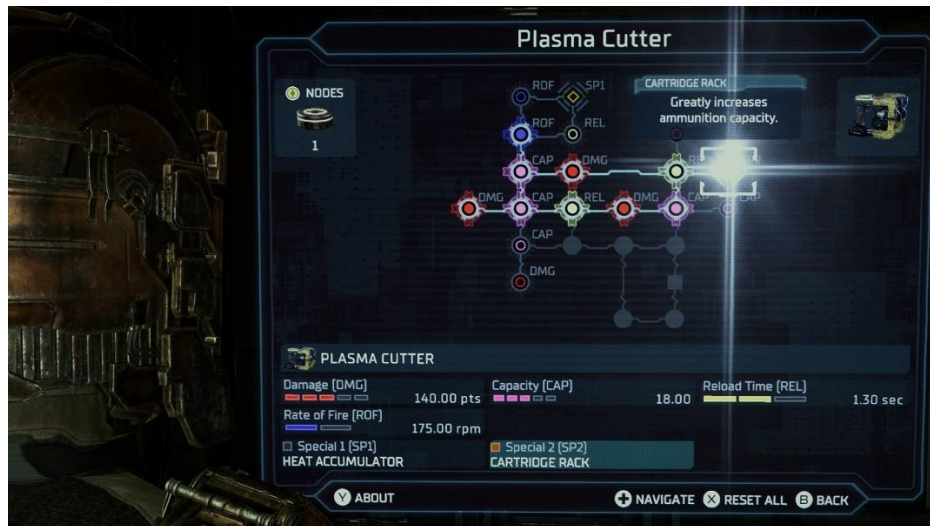 Plasma Cutter
NODES
1
CARTRIDGE RACK
Greatly increases
ammunition capacity.
ROF
SP1
ROF
REL
CAP
DMG
DMG
CAP
REL
DMG
CAP
CAP
CAP
DMG
PLASMA CUTTER
Damage (DMG)
140.00 pts
Capacity (CAP)
18.00
Reload Time (REL)
1.30 sec
Rate of Fire (ROF)
175.00 rpm
Special 1 (SP1)
HEAT ACCUMULATOR
Special 2 (SP2)
CARTRIDGE RACK
Y ABOUT
NAVIGATE X RESET ALL B BACK